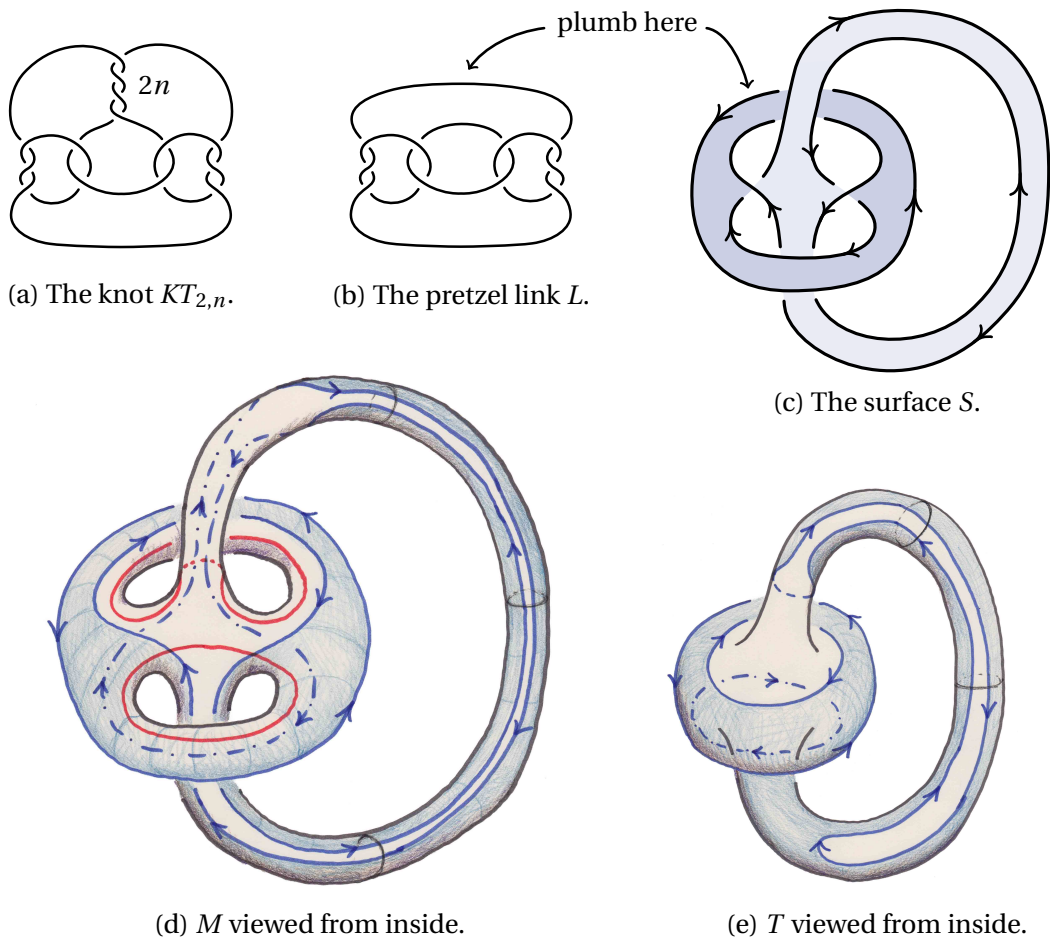 plumb here
2n
(a) The knot KT₂,ₙ.
(b) The pretzel link L.
(c) The surface S.
(d) M viewed from inside.
(e) T viewed from inside.